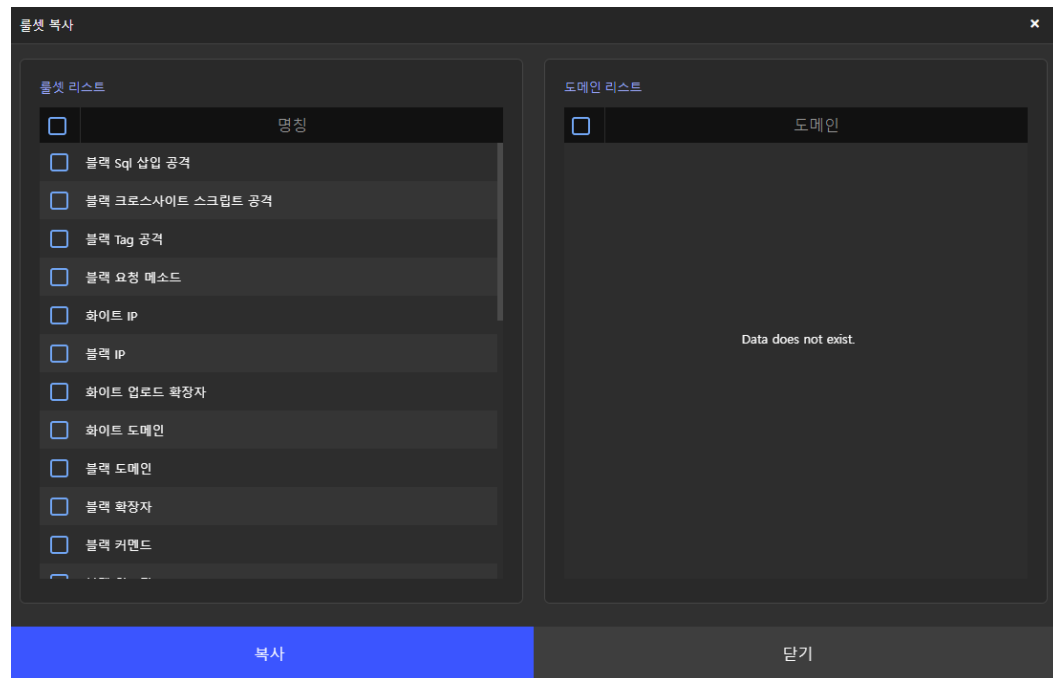 룰셋 복사
×
룰셋 리스트
명칭
블랙 Sql 삽입 공격
블랙 크로스사이트 스크립트 공격
블랙 Tag 공격
블랙 요청 메소드
화이트 IP
블랙 IP
화이트 업로드 확장자
화이트 도메인
블랙 도메인
블랙 확장자
블랙 커맨드
도메인 리스트
도메인
Data does not exist.
복사
닫기